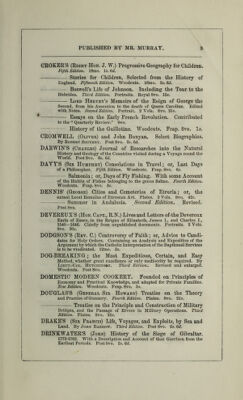 PUBLISHED BY MR. MURRAY. 3
CROKER'S (Right Hon. J. W.) Progressive Geography for Children.
Fifth Edition. 18mo. 1s. 6d.
Stories for Children, Selected from the History of
England. Fifteenth Edition. Woodcuts. 16mo. 2s. 6d.
Boswell's Life of Johnson. Including the Tour to the
Hebrides. Third Edition. Portraits. Royal 8vo. 15s.
Lord Hervey's Memoirs of the Reign of George the
Second, from his Accession to the death of Queen Caroline. Edited
with Notes. Second Edition. Portrait. 2 Vols. 8vo. 21s.
Essays on the Early French Revolution. Contributed
to the "Quarterly Review." 8vo.
History of the Guillotine. Woodcuts. Fcap. 8vo. 1s.
CROMWELL (Oliver) and John Bunyan. Select Biographies.
By Robert Southey. Post 8vo. 2s. 6d.
DARWIN'S (Charles) Journal of Researches into the Natural
History and Geology of the Countries visited during a Voyage round the
World. Post 8vo.
DAVY'S (Sir Humphry) Consolations in Travel; or, Last Days
of a Philosopher. Fifth Edition. Woodcuts. Fcap. 8vo. 6s.
Salmonia; or, Days of Fly Fishing. With some Account
of the Habits of Fishes belonging to the genus Salmo. Fourth Edition.
Woodcuts. Fcap. 8vo. 6s.
DENNIS' (George) Cities and Cemeteries of Etruria; or, the
extant Local Remains of Etruscan Art. Plates. 2 Vols. 8vo. 42s.
Summer in Andalusia. Second Edition. Revised.
Post 8vo.
DEVEREUX'S (Hon. Capt., R.N.) Lives and Letters of the Devereux
Earls of Essex, in the Reigns of Elizabeth, James I., and Charles I.,
1540—1646. Chiefly from unpublished documents. Portraits. 2 Vols.
8vo. 30s.
DODGSON'S (Rev. C.) Controversy of Faith; or, Advice to Candi-
dates for Holy Orders. Containing an Analysis and Exposition of the
Argument by which the Catholic Interpretation of the Baptismal Services
is to be vindicated. 12mo. 3s.
DOG-BREAKING; the Most Expeditious, Certain, and Easy
Method, whether great excellence or only mediocrity be required. By
Lieut.-Col. Hutchinson. Third Edition. Revised and enlarged.
Woodcuts. Post 8vo.
DOMESTIC MODERN COOKERY. Founded on Principles of
Economy and Practical Knowledge, and adapted for Private Families.
New Edition. Woodcuts. Fcap. 8vo. 5s.
DOUGLAS'S (General Sir Howard) Treatise on the Theory
and Practice of Gunnery. Fourth Edition. Plates. 8vo. 21s.
Treatise on the Principle and Construction of Military
Bridges, and the Passage of Rivers in Military Operations. Third
Edition. Plates. 8vo. 21s.
DRAKE'S (Sir Francis) Life, Voyages, and Exploits, by Sea and
Land. By John Barrow. Third Edition. Post 8vo. 2s. 6d.
DRINKWATER'S (John) History of the Siege of Gibraltar.
1779-1783. With a Description and Account of that Garrison from the
Earliest Periods. Post 8vo. 2s. 6d.